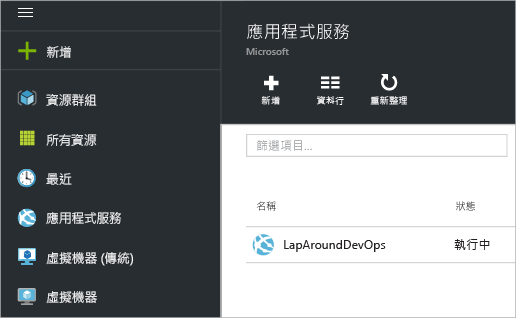 新增
資源群組
所有資源
最近
應用程式服務
虛擬機器 (傳統)
虛擬機器
應用程式服務
Microsoft
新增 資料行 重新整理
篩選項目...
名稱 狀態
LapAroundDevOps 執行中